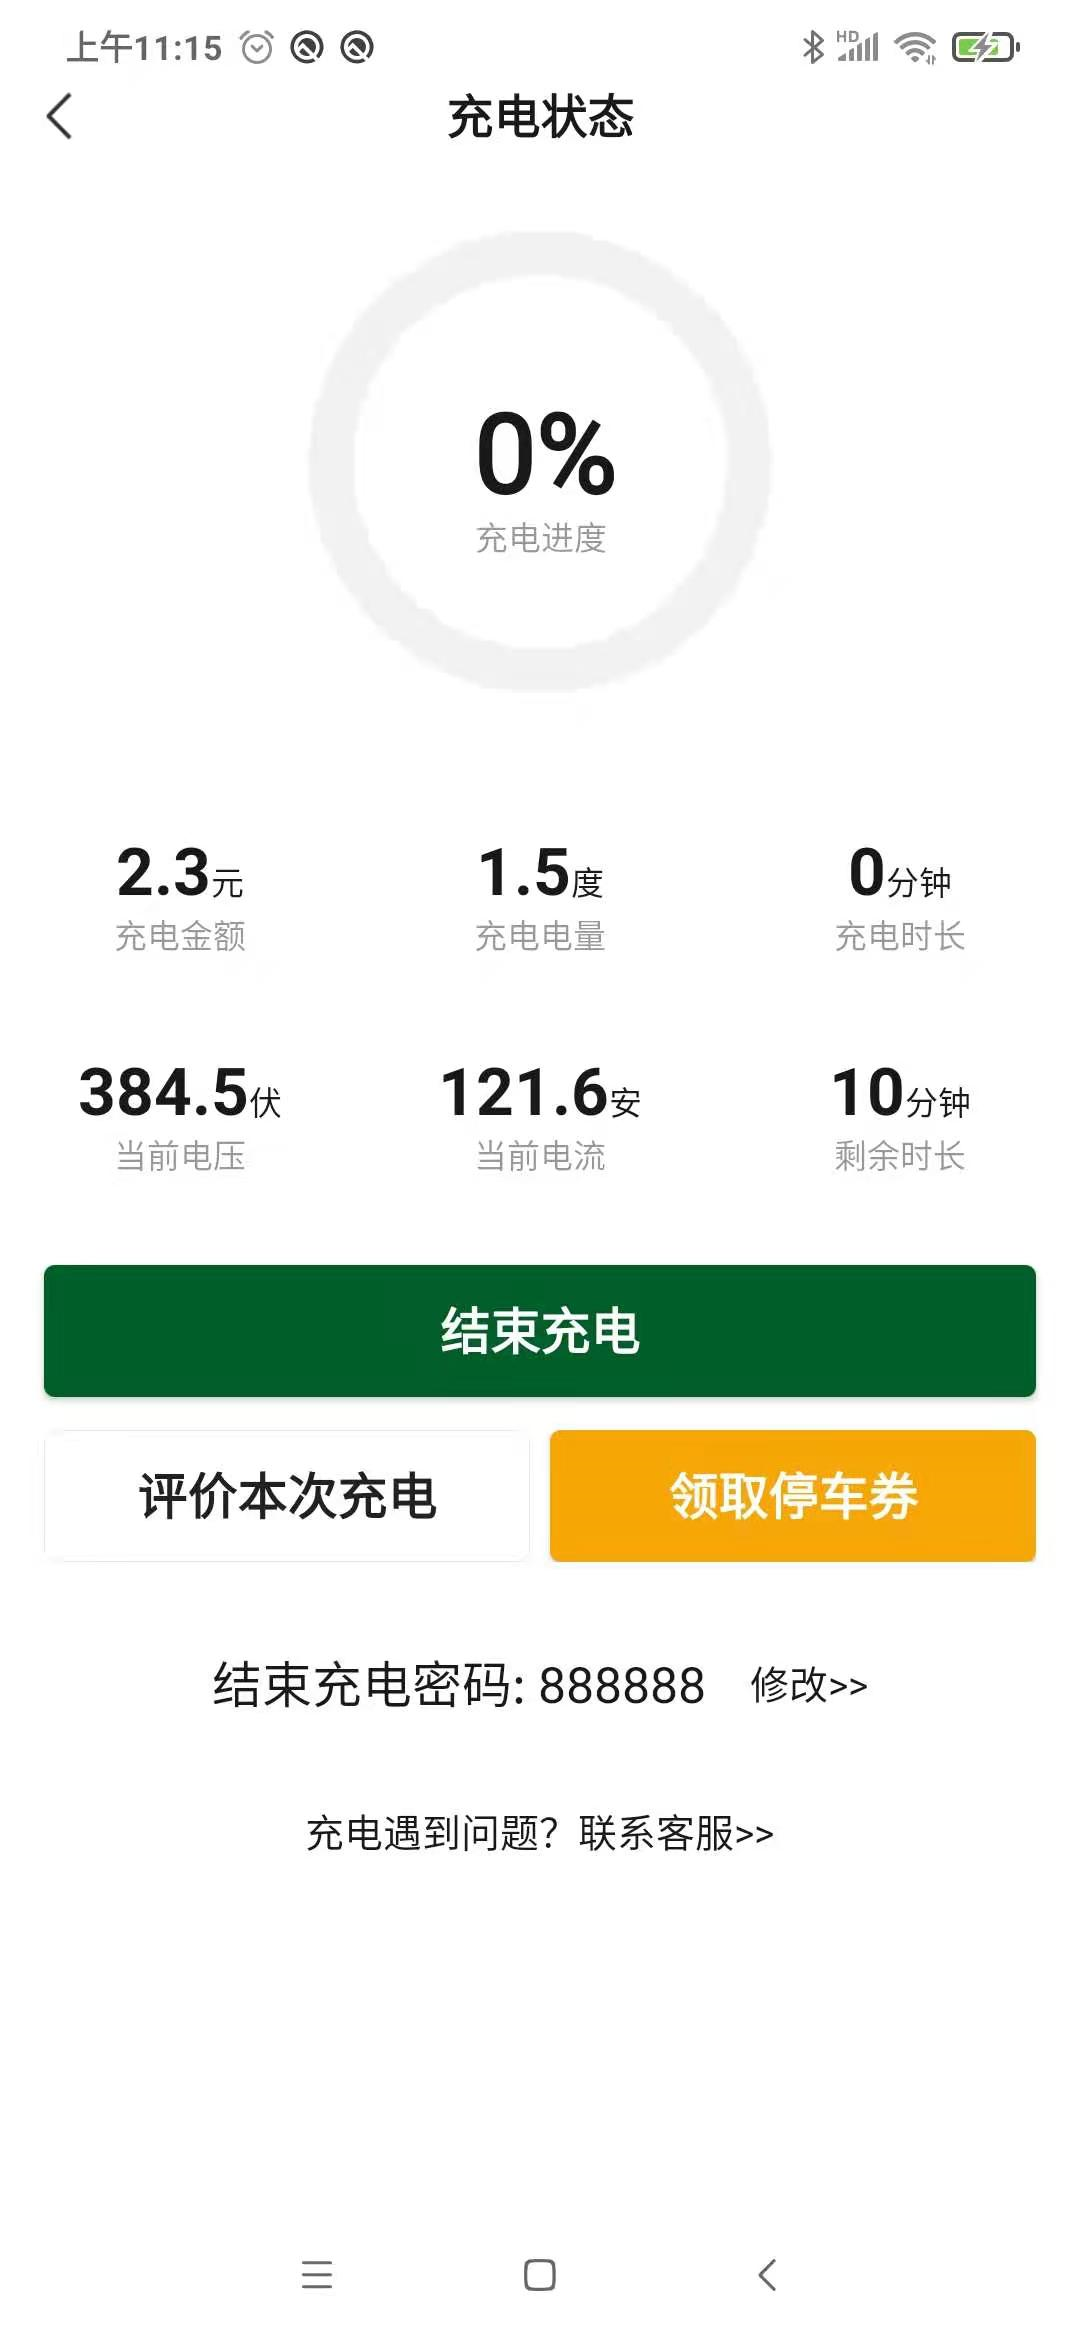 上午11:15 HD
充电状态
0%
充电进度
2.3元 1.5度 0分钟
充电金额 充电电量 充电时长
384.5伏 121.6安 10分钟
当前电压 当前电流 剩余时长
结束充电
评价本次充电 领取停车券
结束充电密码: 888888 修改>>
充电遇到问题？联系客服>>